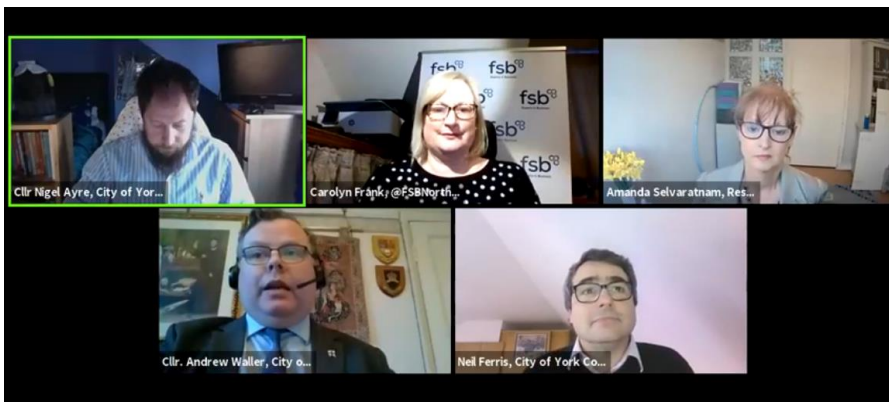 fsb
fsb
fsb
fsb
fsb
Cllr Nigel Ayre, City of Yor...
Carolyn Frank, @FSBNorth...
Amanda Selvaratnam, Res...
Cllr. Andrew Waller, City o...
Neil Ferris, City of York Co...